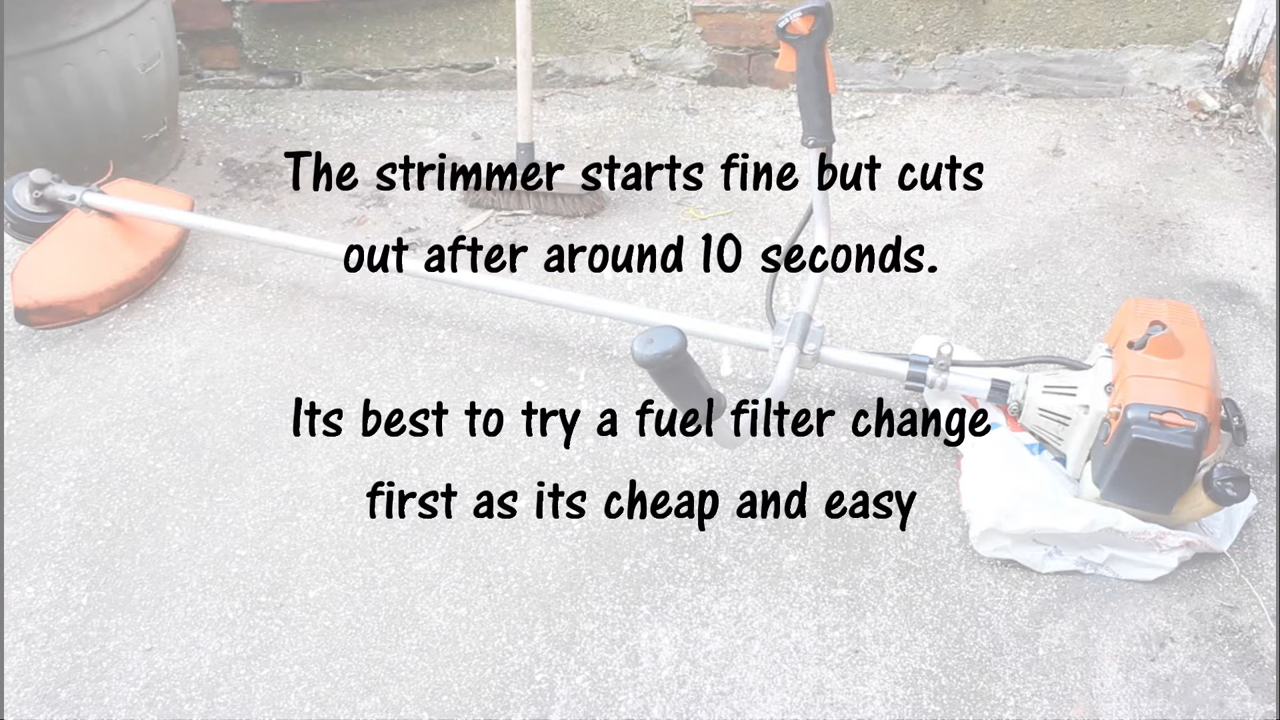 The strimmer starts fine but cuts
out after around 10 seconds.
Its best to try a fuel filter change
first as its cheap and easy